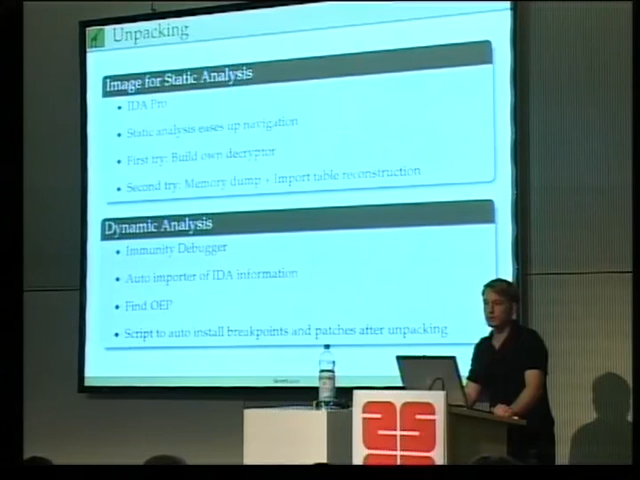 Unpacking
Image for Static Analysis
IDA Pro
Static analysis eases up navigation
First try: Build own decryptor
Second try: Memory dump + Import table reconstruction
Dynamic Analysis
Immunity Debugger
Auto importer of IDA information
Find OEP
Script to auto install breakpoints and patches after unpacking